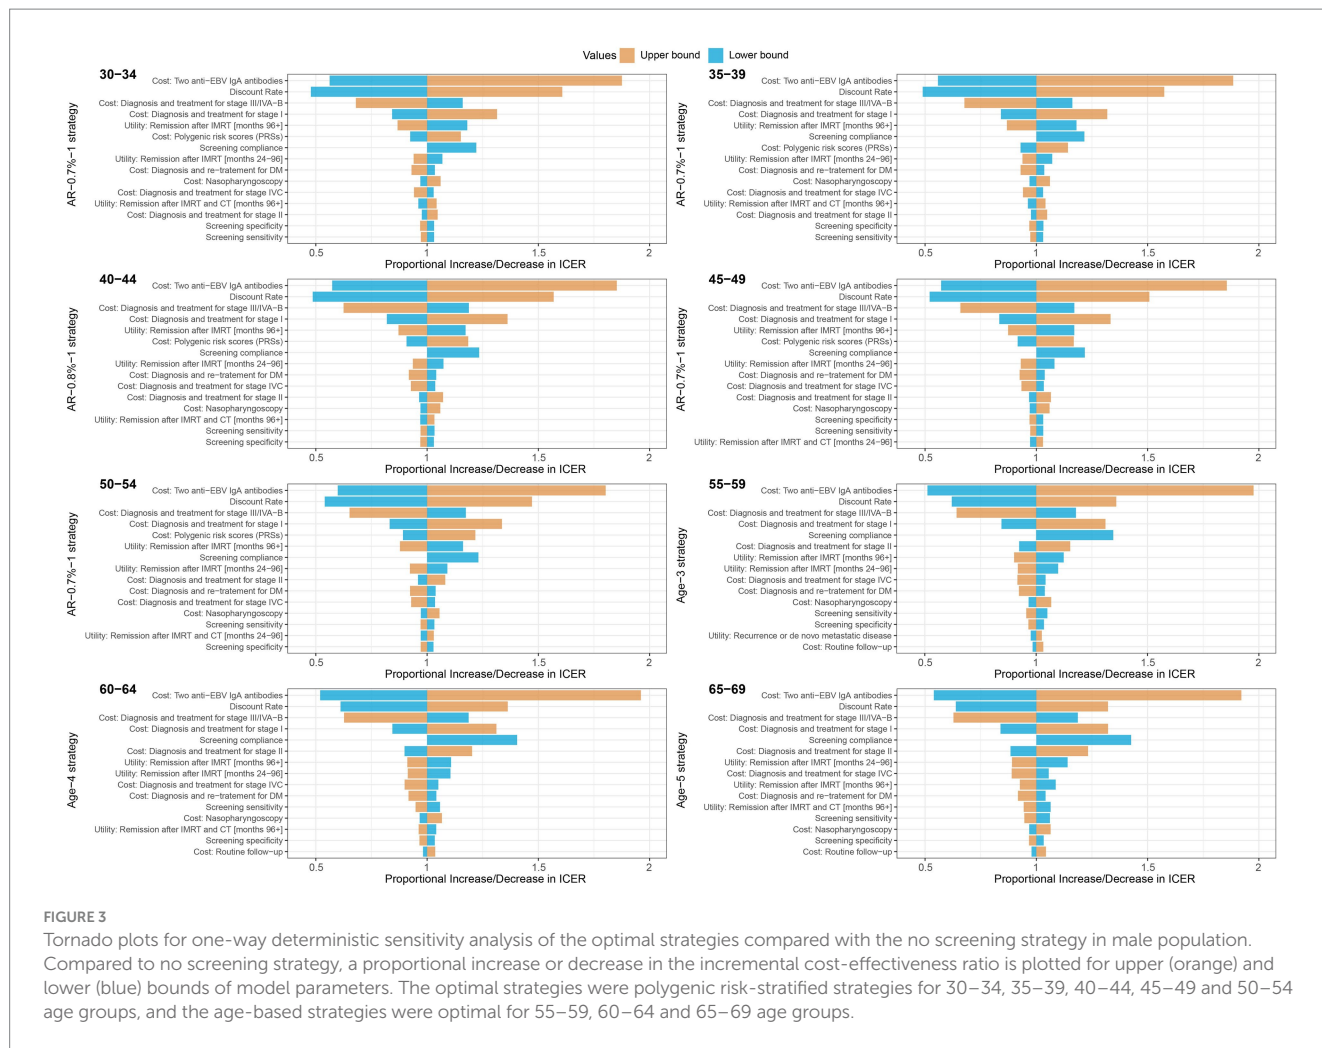 Values Upper bound Lower bound
30−34
AR−0.7%−1 strategy
Cost: Two anti−EBV IgA antibodies
Discount Rate
Cost: Diagnosis and treatment for stage III/IVA−B
Cost: Diagnosis and treatment for stage I
Utility: Remission after IMRT [months 96+]
Cost: Polygenic risk scores (PRSs)
Screening compliance
Utility: Remission after IMRT [months 24−96]
Cost: Diagnosis and re−tratement for DM
Cost: Nasopharyngoscopy
Cost: Diagnosis and treatment for stage IVC
Utility: Remission after IMRT and CT [months 96+]
Cost: Diagnosis and treatment for stage II
Screening specificity
Screening sensitivity
0.5 1 1.5 2
Proportional Increase/Decrease in ICER
35−39
AR−0.7%−1 strategy
Cost: Two anti−EBV IgA antibodies
Discount Rate
Cost: Diagnosis and treatment for stage III/IVA−B
Cost: Diagnosis and treatment for stage I
Utility: Remission after IMRT [months 96+]
Screening compliance
Cost: Polygenic risk scores (PRSs)
Utility: Remission after IMRT [months 24−96]
Cost: Diagnosis and re−tratement for DM
Cost: Nasopharyngoscopy
Cost: Diagnosis and treatment for stage IVC
Utility: Remission after IMRT and CT [months 96+]
Cost: Diagnosis and treatment for stage II
Screening specificity
Screening sensitivity
0.5 1 1.5 2
Proportional Increase/Decrease in ICER
40−44
AR−0.8%−1 strategy
Cost: Two anti−EBV IgA antibodies
Discount Rate
Cost: Diagnosis and treatment for stage III/IVA−B
Cost: Diagnosis and treatment for stage I
Utility: Remission after IMRT [months 96+]
Cost: Polygenic risk scores (PRSs)
Screening compliance
Utility: Remission after IMRT [months 24−96]
Cost: Diagnosis and re−tratement for DM
Cost: Diagnosis and treatment for stage IVC
Cost: Diagnosis and treatment for stage II
Cost: Nasopharyngoscopy
Utility: Remission after IMRT and CT [months 96+]
Screening sensitivity
Screening specificity
0.5 1 1.5 2
Proportional Increase/Decrease in ICER
45−49
AR−0.7%−1 strategy
Cost: Two anti−EBV IgA antibodies
Discount Rate
Cost: Diagnosis and treatment for stage III/IVA−B
Cost: Diagnosis and treatment for stage I
Utility: Remission after IMRT [months 96+]
Cost: Polygenic risk scores (PRSs)
Screening compliance
Utility: Remission after IMRT [months 24−96]
Cost: Diagnosis and re−tratement for DM
Cost: Diagnosis and treatment for stage IVC
Cost: Diagnosis and treatment for stage II
Cost: Nasopharyngoscopy
Screening specificity
Screening sensitivity
Utility: Remission after IMRT and CT [months 24−96]
0.5 1 1.5 2
Proportional Increase/Decrease in ICER
50−54
AR−0.7%−1 strategy
Cost: Two anti−EBV IgA antibodies
Discount Rate
Cost: Diagnosis and treatment for stage III/IVA−B
Cost: Diagnosis and treatment for stage I
Cost: Polygenic risk scores (PRSs)
Utility: Remission after IMRT [months 96+]
Screening compliance
Utility: Remission after IMRT [months 24−96]
Cost: Diagnosis and treatment for stage II
Cost: Diagnosis and re−tratement for DM
Cost: Diagnosis and treatment for stage IVC
Cost: Nasopharyngoscopy
Screening sensitivity
Utility: Remission after IMRT and CT [months 24−96]
Screening specificity
0.5 1 1.5 2
Proportional Increase/Decrease in ICER
55−59
Age−3 strategy
Cost: Two anti−EBV IgA antibodies
Discount Rate
Cost: Diagnosis and treatment for stage III/IVA−B
Cost: Diagnosis and treatment for stage I
Screening compliance
Cost: Diagnosis and treatment for stage II
Utility: Remission after IMRT [months 96+]
Utility: Remission after IMRT [months 24−96]
Cost: Diagnosis and treatment for stage IVC
Cost: Diagnosis and re−tratement for DM
Cost: Nasopharyngoscopy
Screening sensitivity
Screening specificity
Utility: Recurrence or de novo metastatic disease
Cost: Routine follow−up
0.5 1 1.5 2
Proportional Increase/Decrease in ICER
60−64
Age−4 strategy
Cost: Two anti−EBV IgA antibodies
Discount Rate
Cost: Diagnosis and treatment for stage III/IVA−B
Cost: Diagnosis and treatment for stage I
Screening compliance
Cost: Diagnosis and treatment for stage II
Utility: Remission after IMRT [months 96+]
Utility: Remission after IMRT [months 24−96]
Cost: Diagnosis and treatment for stage IVC
Cost: Diagnosis and re−tratement for DM
Screening sensitivity
Cost: Nasopharyngoscopy
Utility: Remission after IMRT and CT [months 96+]
Screening specificity
Cost: Routine follow−up
0.5 1 1.5 2
Proportional Increase/Decrease in ICER
65−69
Age−5 strategy
Cost: Two anti−EBV IgA antibodies
Discount Rate
Cost: Diagnosis and treatment for stage III/IVA−B
Cost: Diagnosis and treatment for stage I
Screening compliance
Cost: Diagnosis and treatment for stage II
Utility: Remission after IMRT [months 24−96]
Cost: Diagnosis and treatment for stage IVC
Utility: Remission after IMRT [months 96+]
Cost: Diagnosis and re−tratement for DM
Utility: Remission after IMRT and CT [months 96+]
Screening sensitivity
Cost: Nasopharyngoscopy
Screening specificity
Cost: Routine follow−up
0.5 1 1.5 2
Proportional Increase/Decrease in ICER
FIGURE 3
Tornado plots for one-way deterministic sensitivity analysis of the optimal strategies compared with the no screening strategy in male population.
Compared to no screening strategy, a proportional increase or decrease in the incremental cost-effectiveness ratio is plotted for upper (orange) and
lower (blue) bounds of model parameters. The optimal strategies were polygenic risk-stratified strategies for 30–34, 35–39, 40–44, 45–49 and 50–54
age groups, and the age-based strategies were optimal for 55–59, 60–64 and 65–69 age groups.